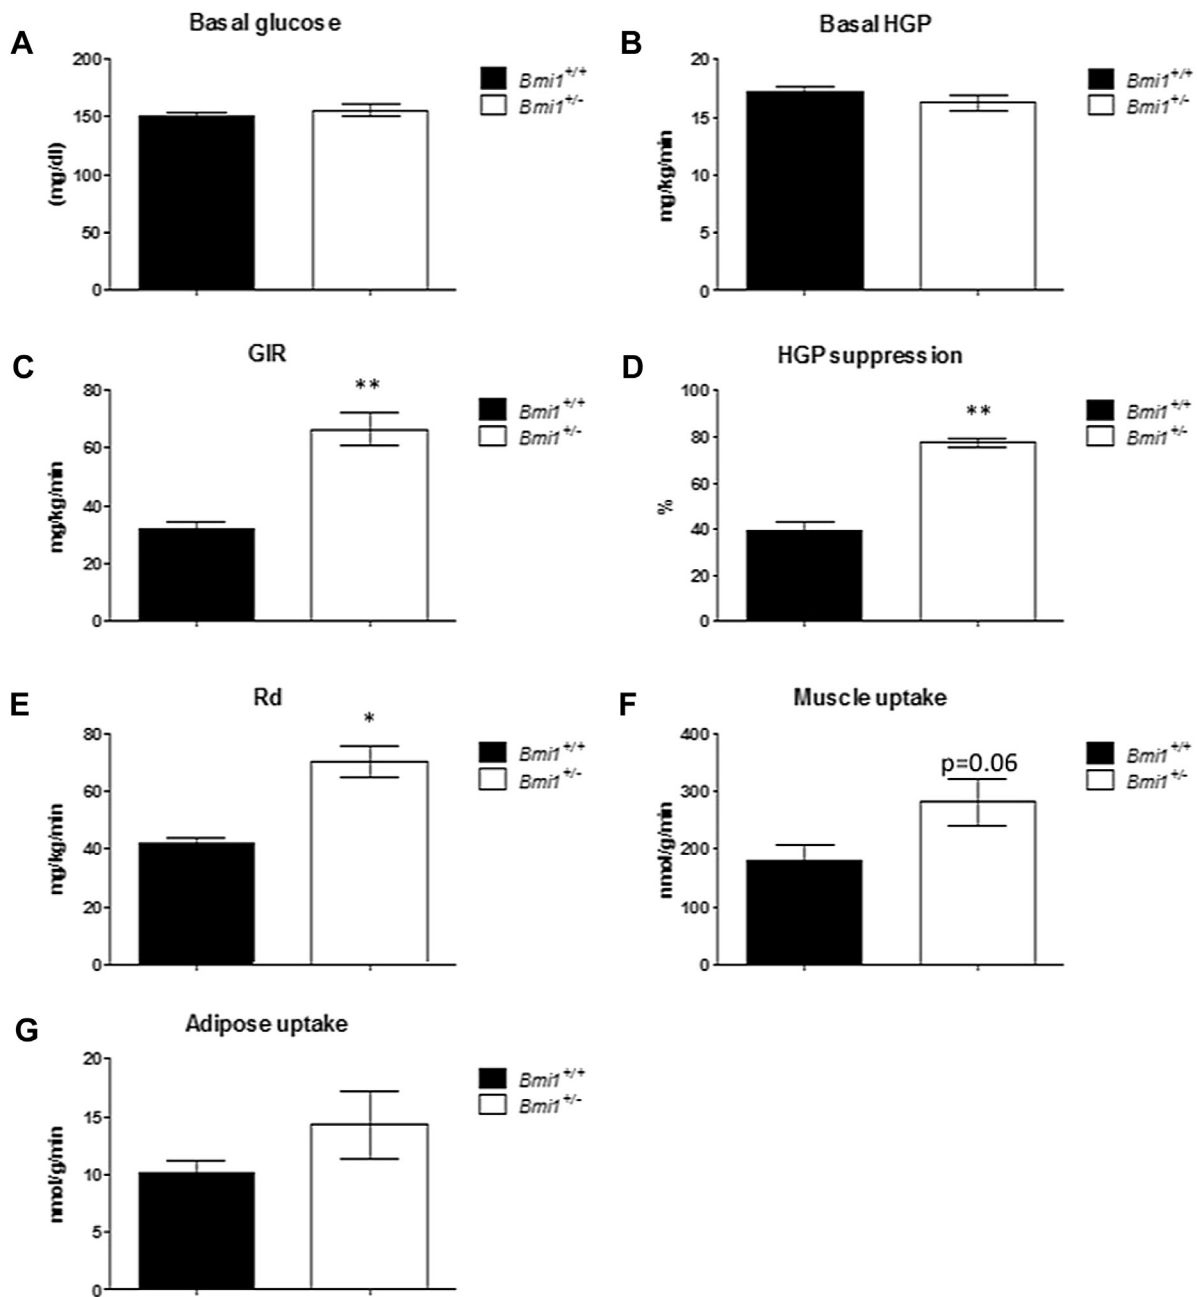 A
Basal glucose
200
150
100
50
0
(mg/dl)
Bmi1+/+
Bmi1+/-
B
Basal HGP
20
15
10
5
0
mg/kg/min
Bmi1+/+
Bmi1+/-
C
GIR
80
60
40
20
0
mg/kg/min
**
Bmi1+/+
Bmi1+/-
D
HGP suppression
100
80
60
40
20
0
%
**
Bmi1+/+
Bmi1+/-
E
Rd
80
60
40
20
0
mg/kg/min
*
Bmi1+/+
Bmi1+/-
F
Muscle uptake
400
300
200
100
0
nmol/g/min
p=0.06
Bmi1+/+
Bmi1+/-
G
Adipose uptake
20
15
10
5
0
nmol/g/min
Bmi1+/+
Bmi1+/-